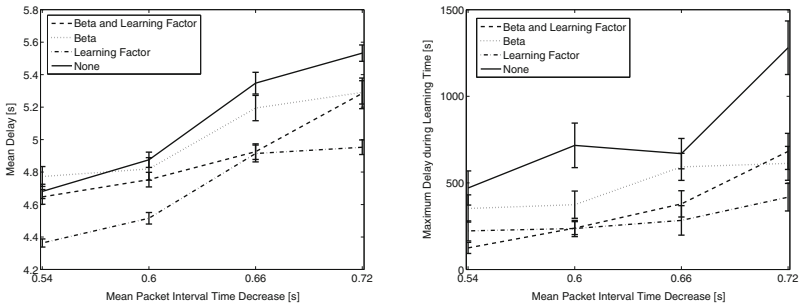 5.8
5.6
5.4
5.2
5
4.8
4.6
4.4
4.2
Mean Delay [s]
Beta and Learning Factor
Beta
Learning Factor
None
0.54
0.6
0.66
0.72
Mean Packet Interval Time Decrease [s]
1500
1000
500
0
Maximum Delay during Learning Time [s]
Beta and Learning Factor
Beta
Learning Factor
None
0.54
0.6
0.66
0.72
Mean Packet Interval Time Decrease [s]